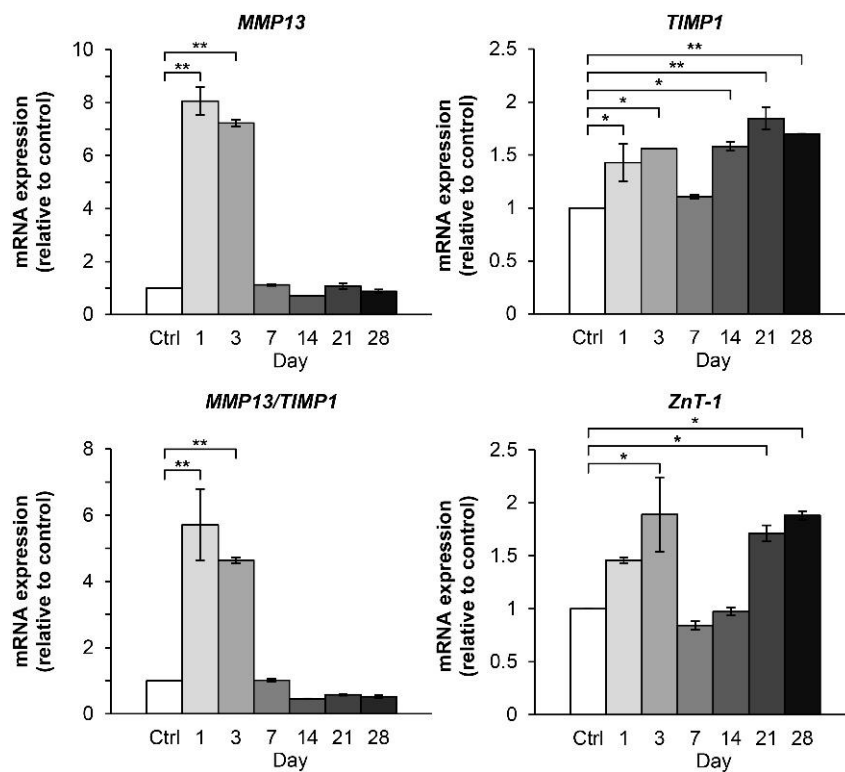 MMP13
mRNA expression
(relative to control)
10
8
6
4
2
0
**
**
Ctrl 1 3 7 14 21 28
Day
TIMP1
mRNA expression
(relative to control)
2.5
2
1.5
1
0.5
0
**
**
*
*
*
Ctrl 1 3 7 14 21 28
Day
MMP13/TIMP1
mRNA expression
(relative to control)
8
6
4
2
0
**
**
Ctrl 1 3 7 14 21 28
Day
ZnT-1
mRNA expression
(relative to control)
2.5
2
1.5
1
0.5
0
*
*
*
Ctrl 1 3 7 14 21 28
Day